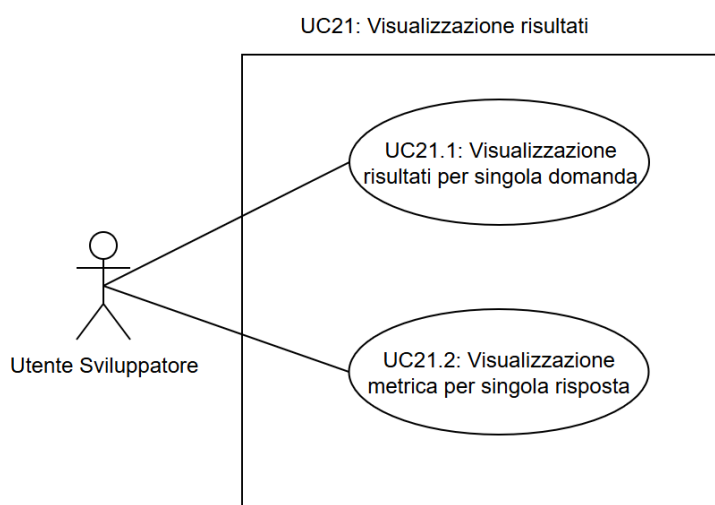 UC21: Visualizzazione risultati
UC21.1: Visualizzazione
risultati per singola domanda
Utente Sviluppatore
UC21.2: Visualizzazione
metrica per singola risposta